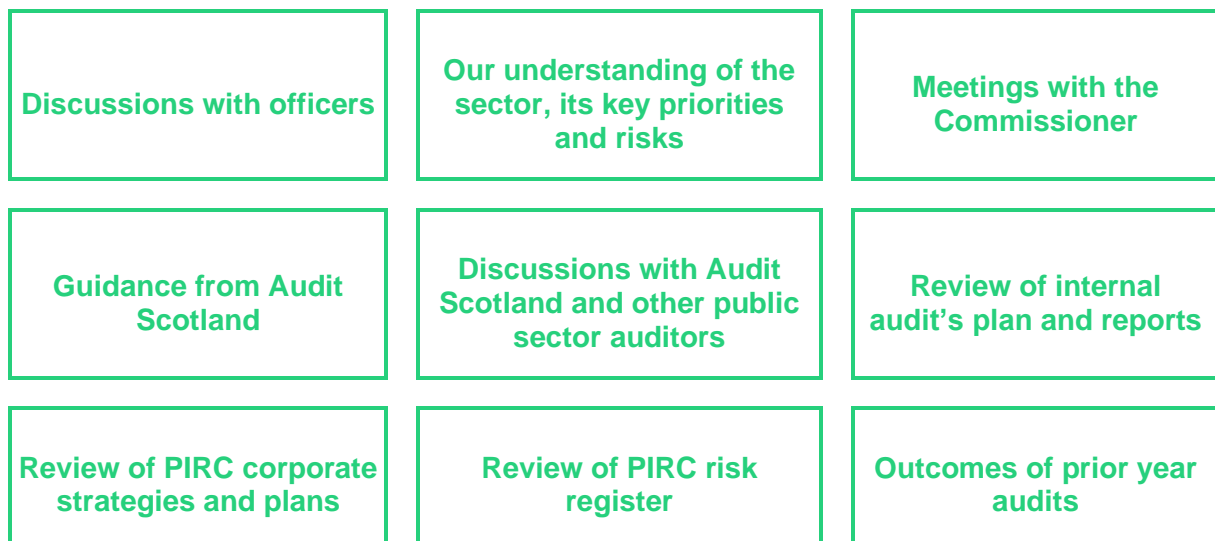 Discussions with officers
Our understanding of the
sector, its key priorities
and risks
Meetings with the
Commissioner
Guidance from Audit
Scotland
Discussions with Audit
Scotland and other public
sector auditors
Review of internal
audit’s plan and reports
Review of PIRC corporate
strategies and plans
Review of PIRC risk
register
Outcomes of prior year
audits